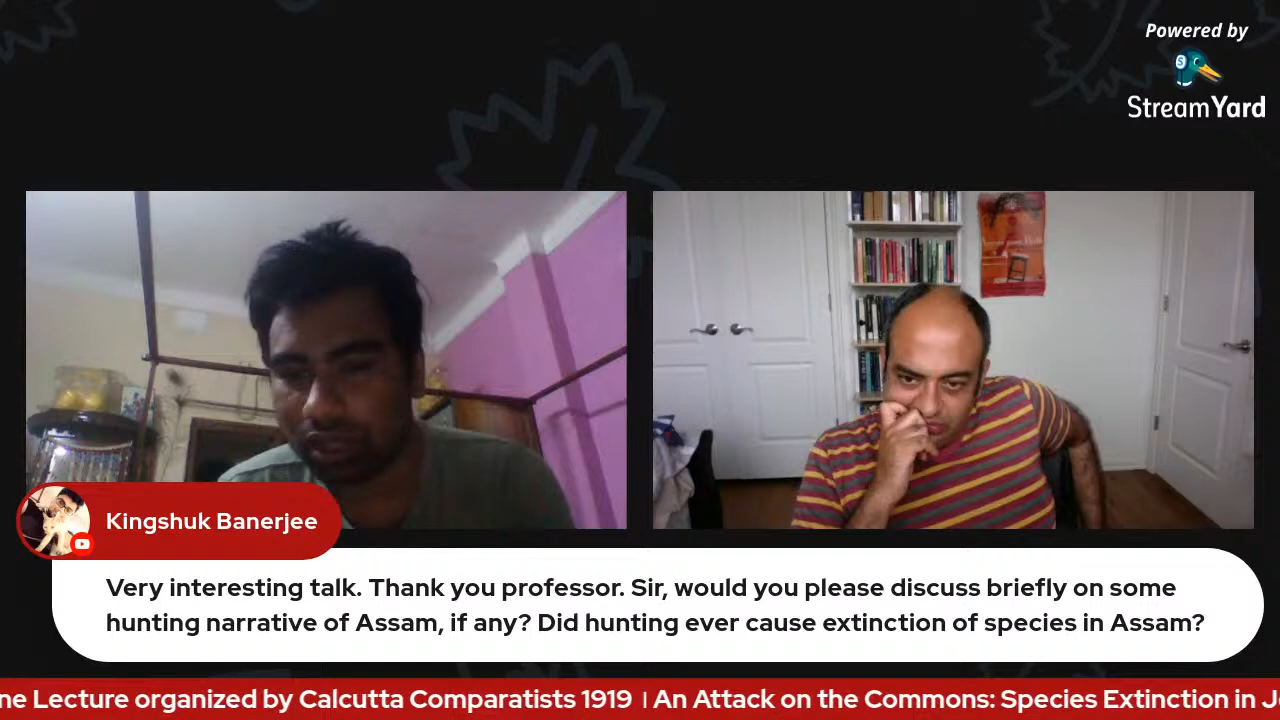 Powered by
StreamYard
Kingshuk Banerjee
Very interesting talk. Thank you professor. Sir, would you please discuss briefly on some
hunting narrative of Assam, if any? Did hunting ever cause extinction of species in Assam?
ne Lecture organized by Calcutta Comparatists 1919 | An Attack on the Commons: Species Extinction in J